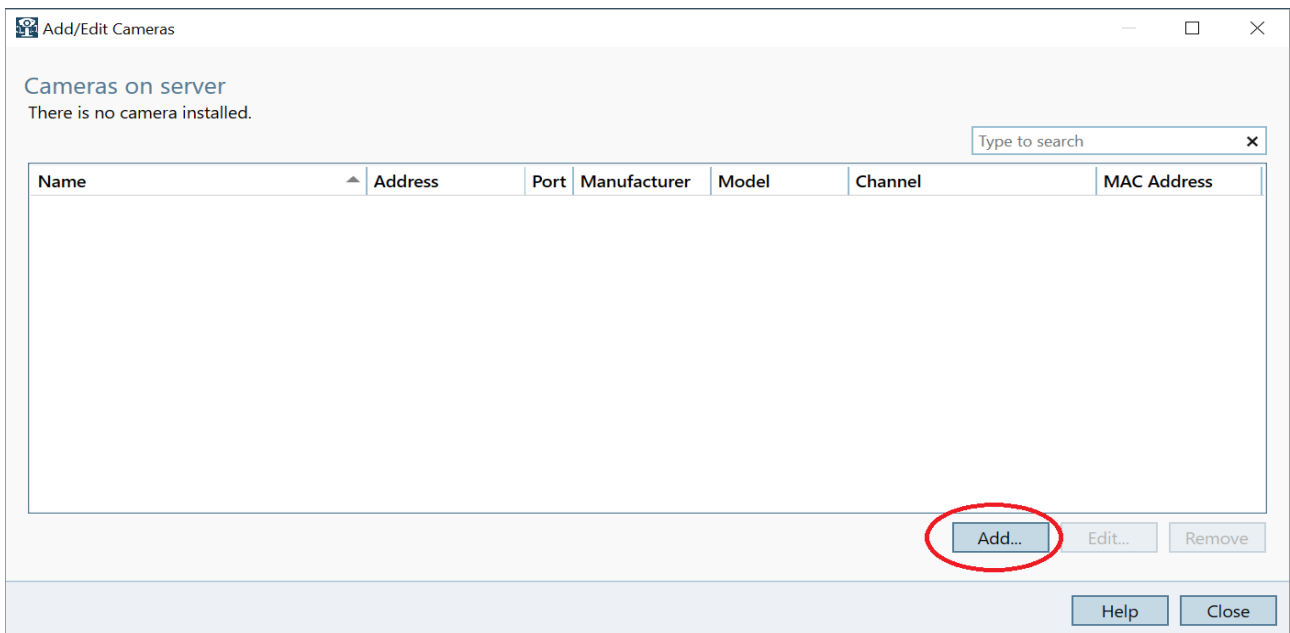 Add/Edit Cameras
Cameras on server
There is no camera installed.
Type to search
Name Address Port Manufacturer Model Channel MAC Address
Add... Edit... Remove
Help Close